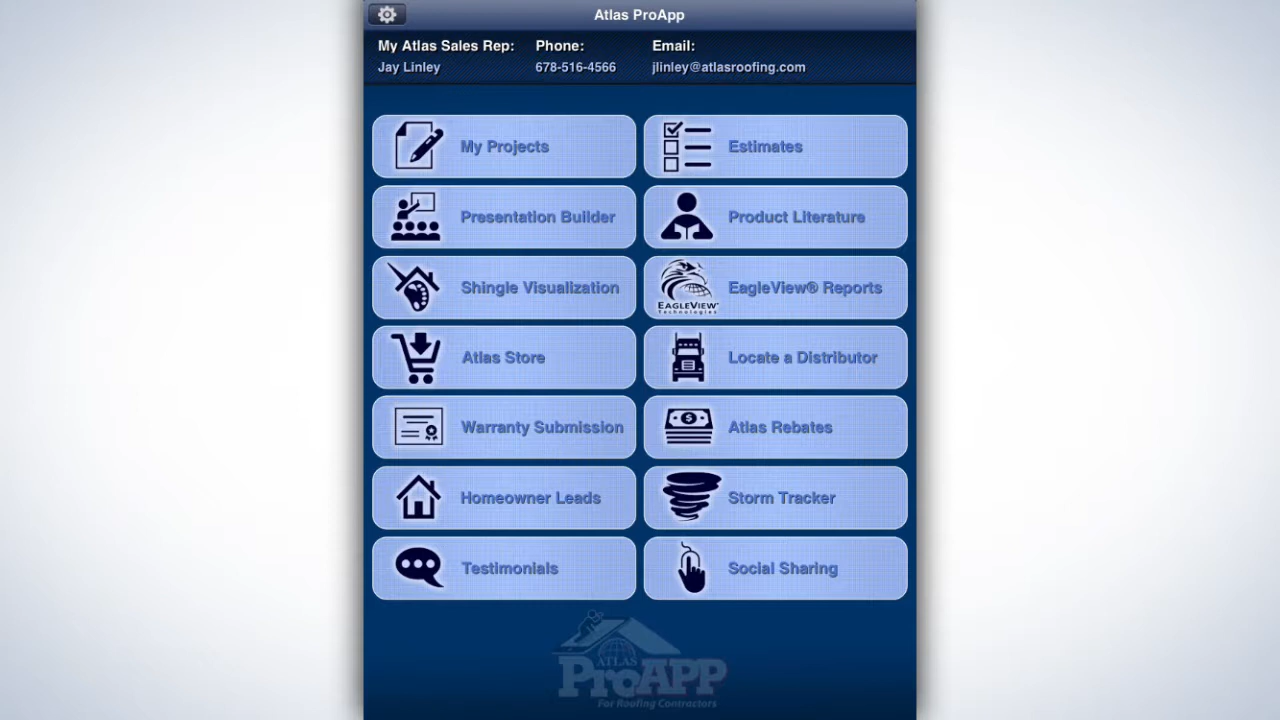 Atlas ProApp
My Atlas Sales Rep: Phone: Email:
Jay Linley 678-516-4566 jlinley@atlasroofing.com
My Projects
Estimates
Presentation Builder
Product Literature
Shingle Visualization
EAGLEVIEW
Technologies
EagleView® Reports
Atlas Store
Locate a Distributor
Warranty Submission
Atlas Rebates
Homeowner Leads
Storm Tracker
Testimonials
Social Sharing
ATLAS
PROAPP
For Roofing Contractors